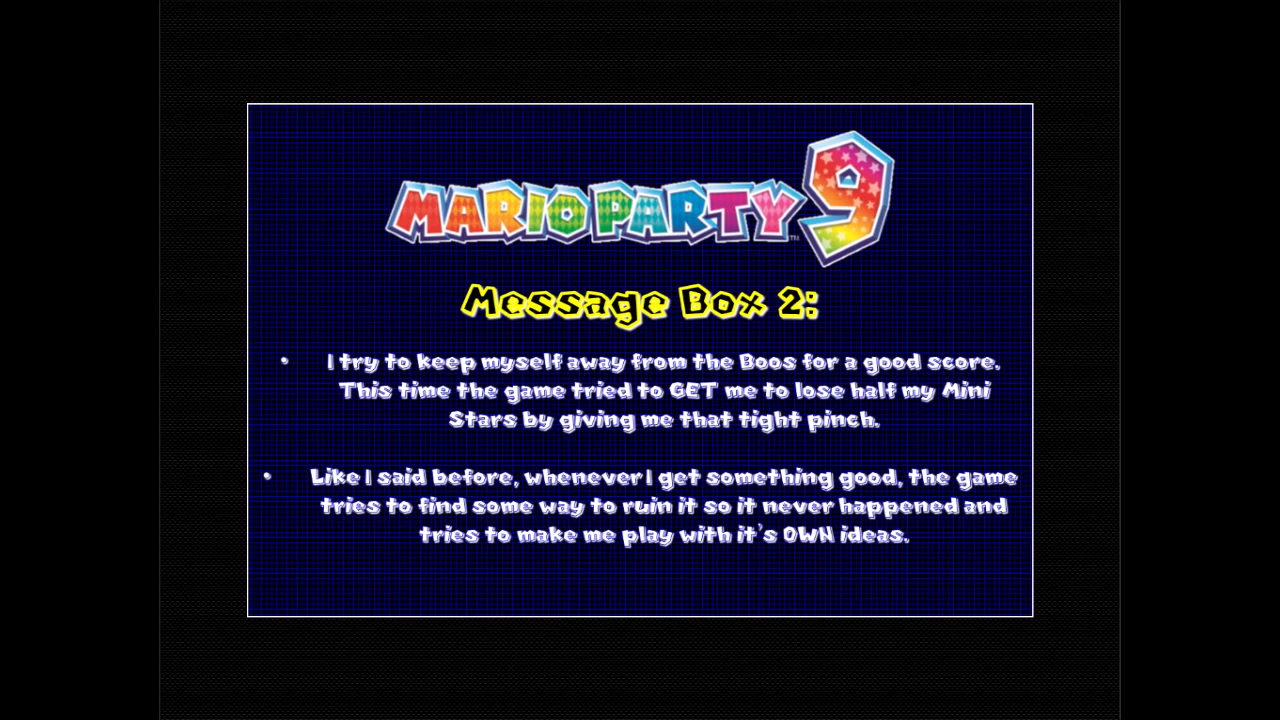 MARIO PARTY 9™
Message Box 2:
• I try to keep myself away from the Boos for a good score.
This time the game tried to GET me to lose half my Mini
Stars by giving me that tight pinch.
• Like I said before, whenever I get something good, the game
tries to find some way to ruin it so it never happened and
tries to make me play with it's OWN ideas.